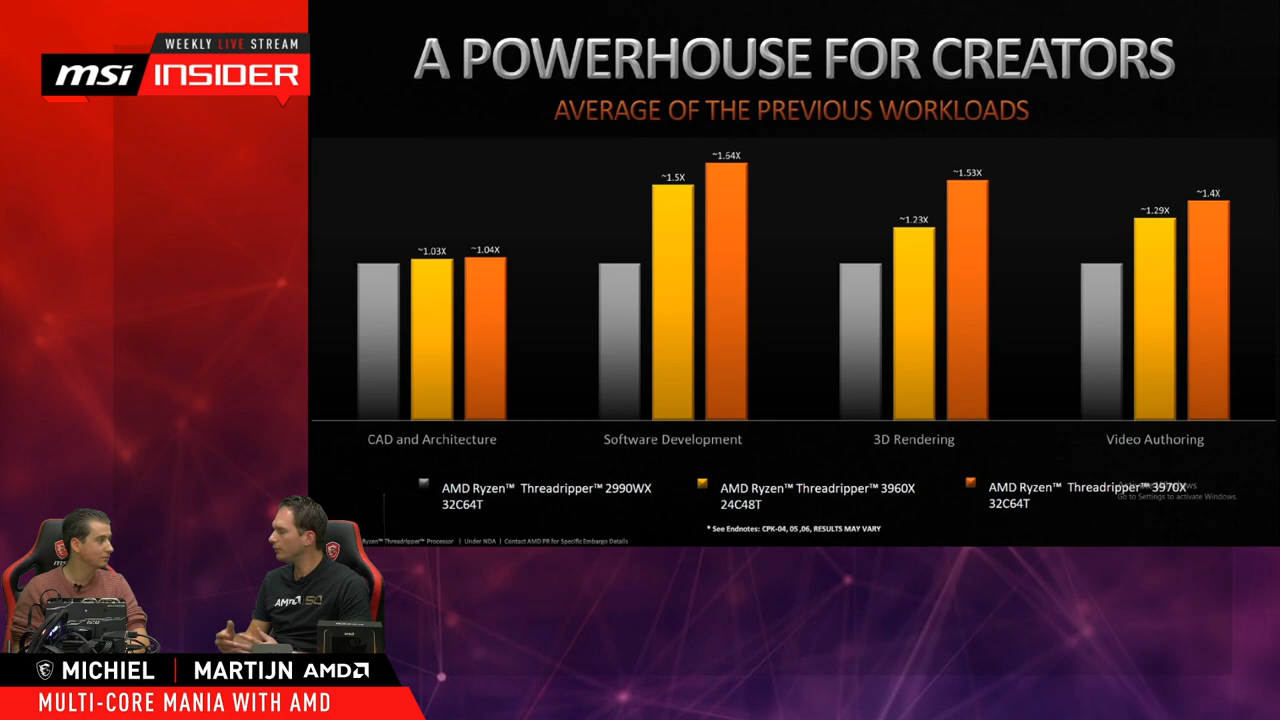 WEEKLY LIVE STREAM
msi INSIDER
A POWERHOUSE FOR CREATORS
AVERAGE OF THE PREVIOUS WORKLOADS
~1.03X
~1.04X
~1.5X
~1.64X
~1.23X
~1.53X
~1.29X
~1.4X
CAD and Architecture
Software Development
3D Rendering
Video Authoring
AMD Ryzen™ Threadripper™ 2990WX
32C64T
AMD Ryzen™ Threadripper™ 3960X
24C48T
AMD Ryzen™ Threadripper™ 3970X
32C64T
Go to Settings to activate Windows.
* See Endnotes: CPK-04, 05 ,06, RESULTS MAY VARY
Ryzen™ Threadripper™ Processor | Under NDA | Contact AMD PR for Specific Embargo Details
AMD 50
MICHIEL | MARTIJN AMD
MULTI-CORE MANIA WITH AMD